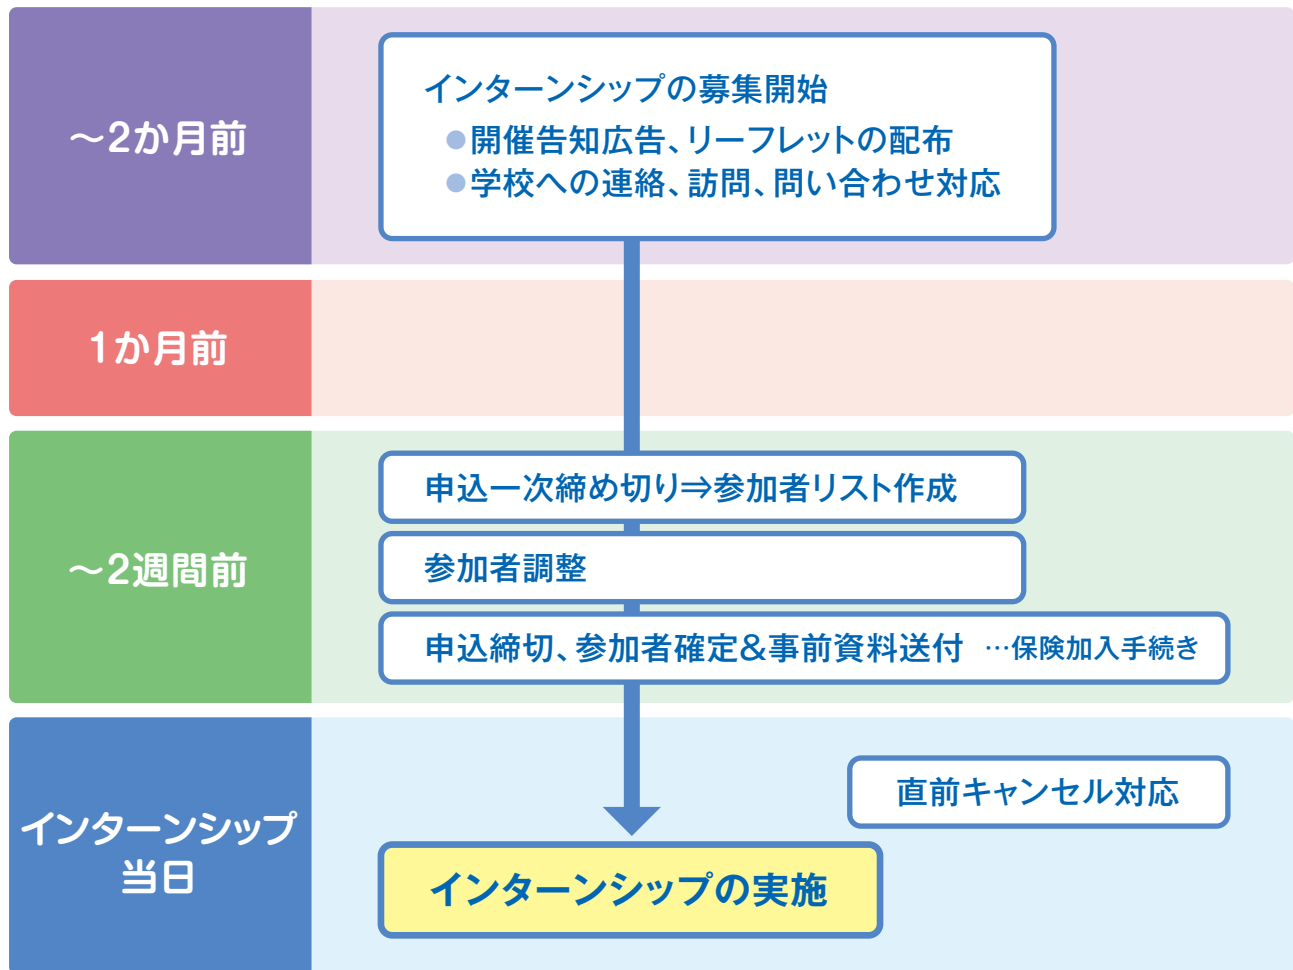 ～2か月前
インターンシップの募集開始
●開催告知広告、リーフレットの配布
●学校への連絡、訪問、問い合わせ対応
1か月前
～2週間前
申込一次締め切り⇒参加者リスト作成
参加者調整
申込締切、参加者確定&事前資料送付 …保険加入手続き
インターンシップ
当日
直前キャンセル対応
インターンシップの実施